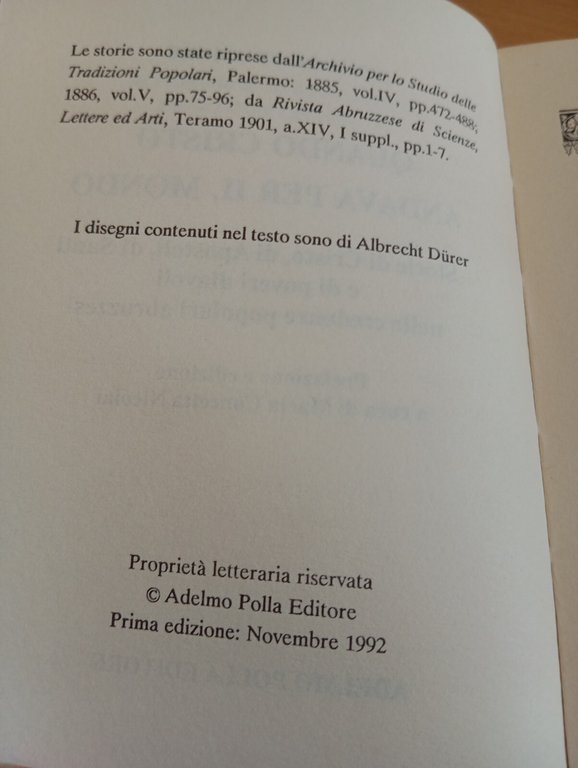 Le storie sono state riprese dall'Archivio per lo Studio delle
Tradizioni Popolari, Palermo: 1885, vol.IV, pp.472-488;
1886, vol.V, pp.75-96; da Rivista Abruzzese di Scienze,
Lettere ed Arti, Teramo 1901, a.XIV, I suppl., pp.1-7.
I disegni contenuti nel testo sono di Albrecht Dürer
Proprietà letteraria riservata
© Adelmo Polla Editore
Prima edizione: Novembre 1992